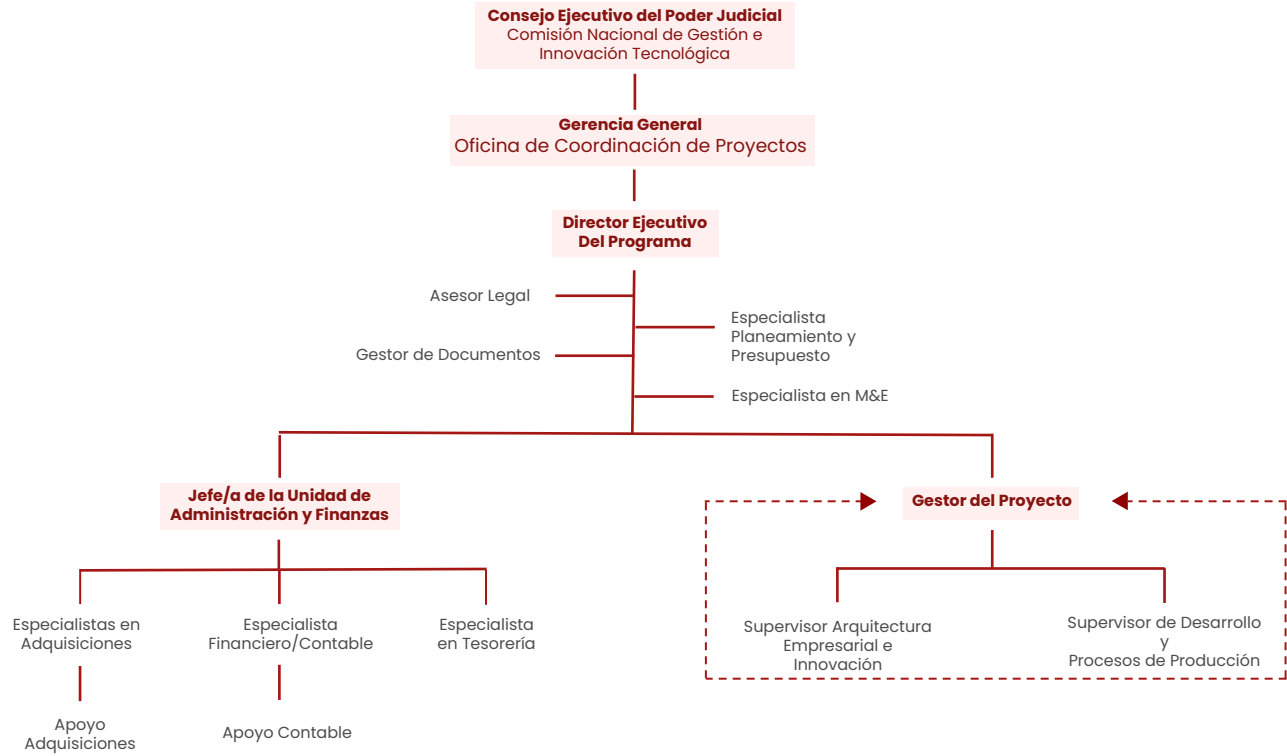 Consejo Ejecutivo del Poder Judicial
Comisión Nacional de Gestión e
Innovación Tecnológica
Gerencia General
Oficina de Coordinación de Proyectos
Director Ejecutivo
Del Programa
Asesor Legal
Especialista
Planeamiento y
Presupuesto
Gestor de Documentos
Especialista en M&E
Jefe/a de la Unidad de
Administración y Finanzas
Gestor del Proyecto
Especialistas en
Adquisiciones
Especialista
Financiero/Contable
Especialista
en Tesorería
Supervisor Arquitectura
Empresarial e
Innovación
Supervisor de Desarrollo
y
Procesos de Producción
Apoyo
Adquisiciones
Apoyo Contable